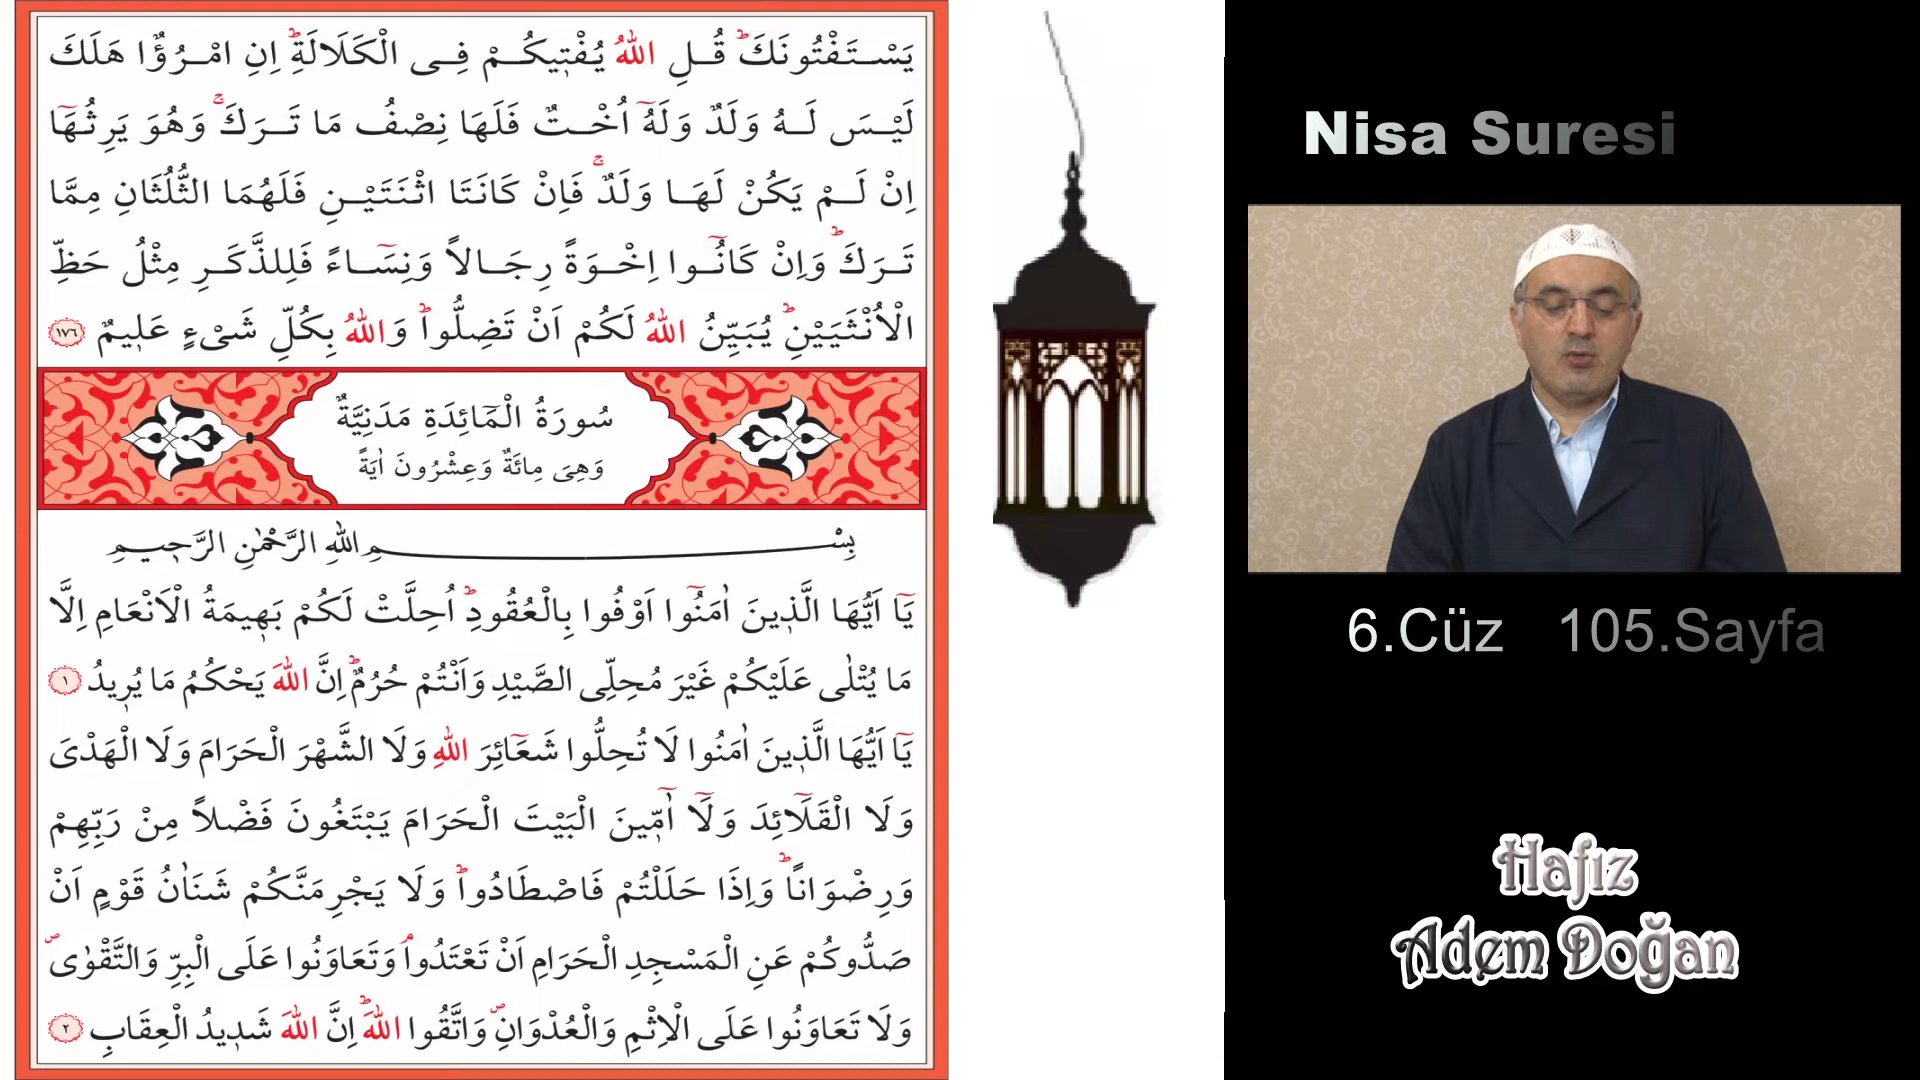 يَسْتَفْتُونَكَۜ قُلِ اللّٰهُ يُفْتٖيكُمْ فِى الْكَلَالَةِۜ اِنِ امْرُؤٌا هَلَكَ
لَيْسَ لَهُ وَلَدٌ وَلَهُٓ اُخْتٌ فَلَهَا نِصْفُ مَا تَرَكَۚ وَهُوَ يَرِثُهَٓا
اِنْ لَمْ يَكُنْ لَهَا وَلَدٌۚ فَاِنْ كَانَتَا اثْنَتَيْنِ فَلَهُمَا الثُّلُثَانِ مِمَّا
تَرَكَۜ وَاِنْ كَانُٓوا اِخْوَةً رِجَالاً وَنِسَٓاءً فَلِلذَّكَرِ مِثْلُ حَظِّ
الْاُنْثَيَيْنِۜ يُبَيِّنُ اللّٰهُ لَكُمْ اَنْ تَضِلُّواۜ وَاللّٰهُ بِكُلِّ شَىْءٍ عَلٖيمٌ ١٧٦
سُورَةُ الْمَٓائِدَةِ مَدَنِيَّةٌ
وَهِىَ مِائَةٌ وَعِشْرُونَ اٰيَةً
بِسْمِ اللّٰهِ الرَّحْمٰنِ الرَّحٖيمِ
يَٓا اَيُّهَا الَّذٖينَ اٰمَنُٓوا اَوْفُوا بِالْعُقُودِۜ اُحِلَّتْ لَكُمْ بَهٖيمَةُ الْاَنْعَامِ اِلَّا
مَا يُتْلٰى عَلَيْكُمْ غَيْرَ مُحِلِّى الصَّيْدِ وَاَنْتُمْ حُرُمٌۜ اِنَّ اللّٰهَ يَحْكُمُ مَا يُرٖيدُ ١
يَٓا اَيُّهَا الَّذٖينَ اٰمَنُوا لَا تُحِلُّوا شَعَٓائِرَ اللّٰهِ وَلَا الشَّهْرَ الْحَرَامَ وَلَا الْهَدْىَ
وَلَا الْقَلَٓائِدَ وَلَٓا اٰمّٖينَ الْبَيْتَ الْحَرَامَ يَبْتَغُونَ فَضْلاً مِنْ رَبِّهِمْ
وَرِضْوَاناًۜ وَاِذَا حَلَلْتُمْ فَاصْطَادُواۜ وَلَا يَجْرِمَنَّكُمْ شَنَاٰنُ قَوْمٍ اَنْ
صَدُّوكُمْ عَنِ الْمَسْجِدِ الْحَرَامِ اَنْ تَعْتَدُواۢ وَتَعَاوَنُوا عَلَى الْبِرِّ وَالتَّقْوٰىۖ
وَلَا تَعَاوَنُوا عَلَى الْاِثْمِ وَالْعُدْوَانِۖ وَاتَّقُوا اللّٰهَۜ اِنَّ اللّٰهَ شَدٖيدُ الْعِقَابِ ٢
Nisa Suresi
6.Cüz 105.Sayfa
Hafız
Adem Doğan